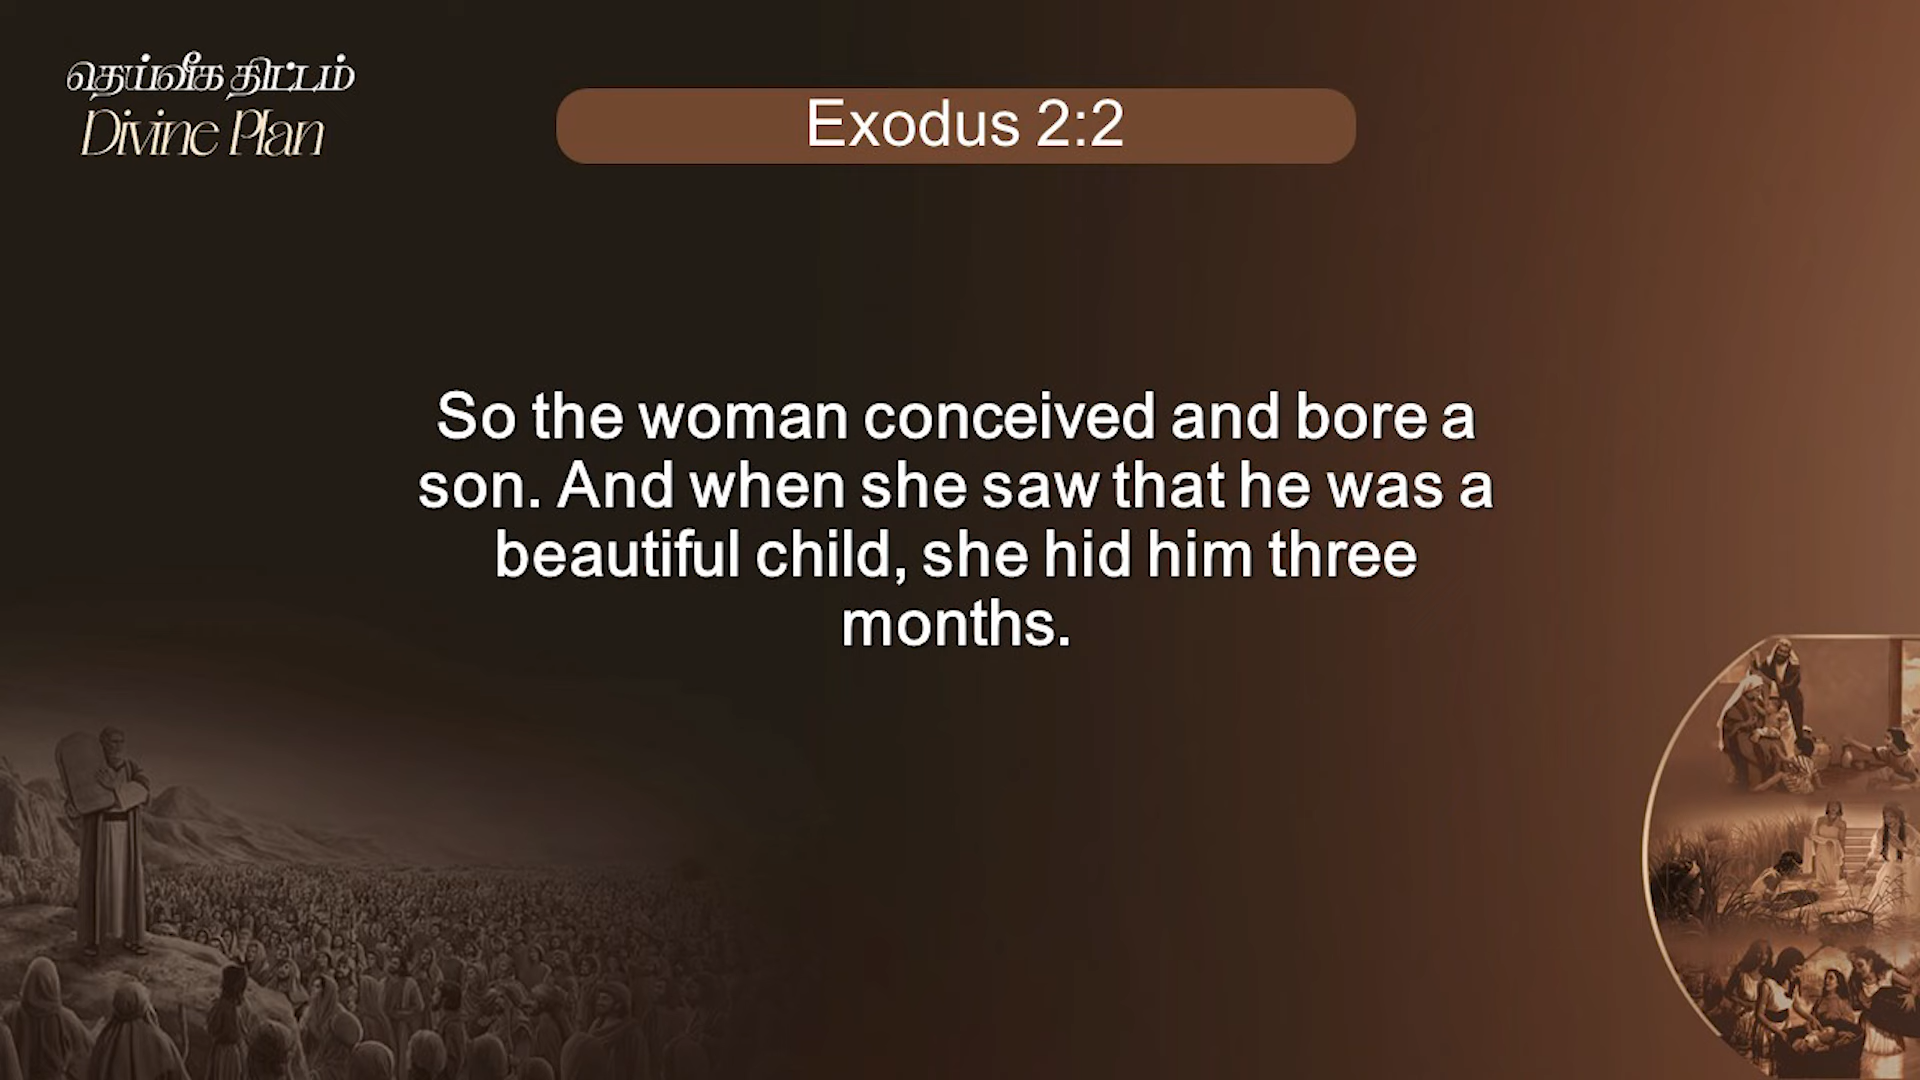 தெய்வீக திட்டம்
Divine Plan
Exodus 2:2
So the woman conceived and bore a
son. And when she saw that he was a
beautiful child, she hid him three
months.